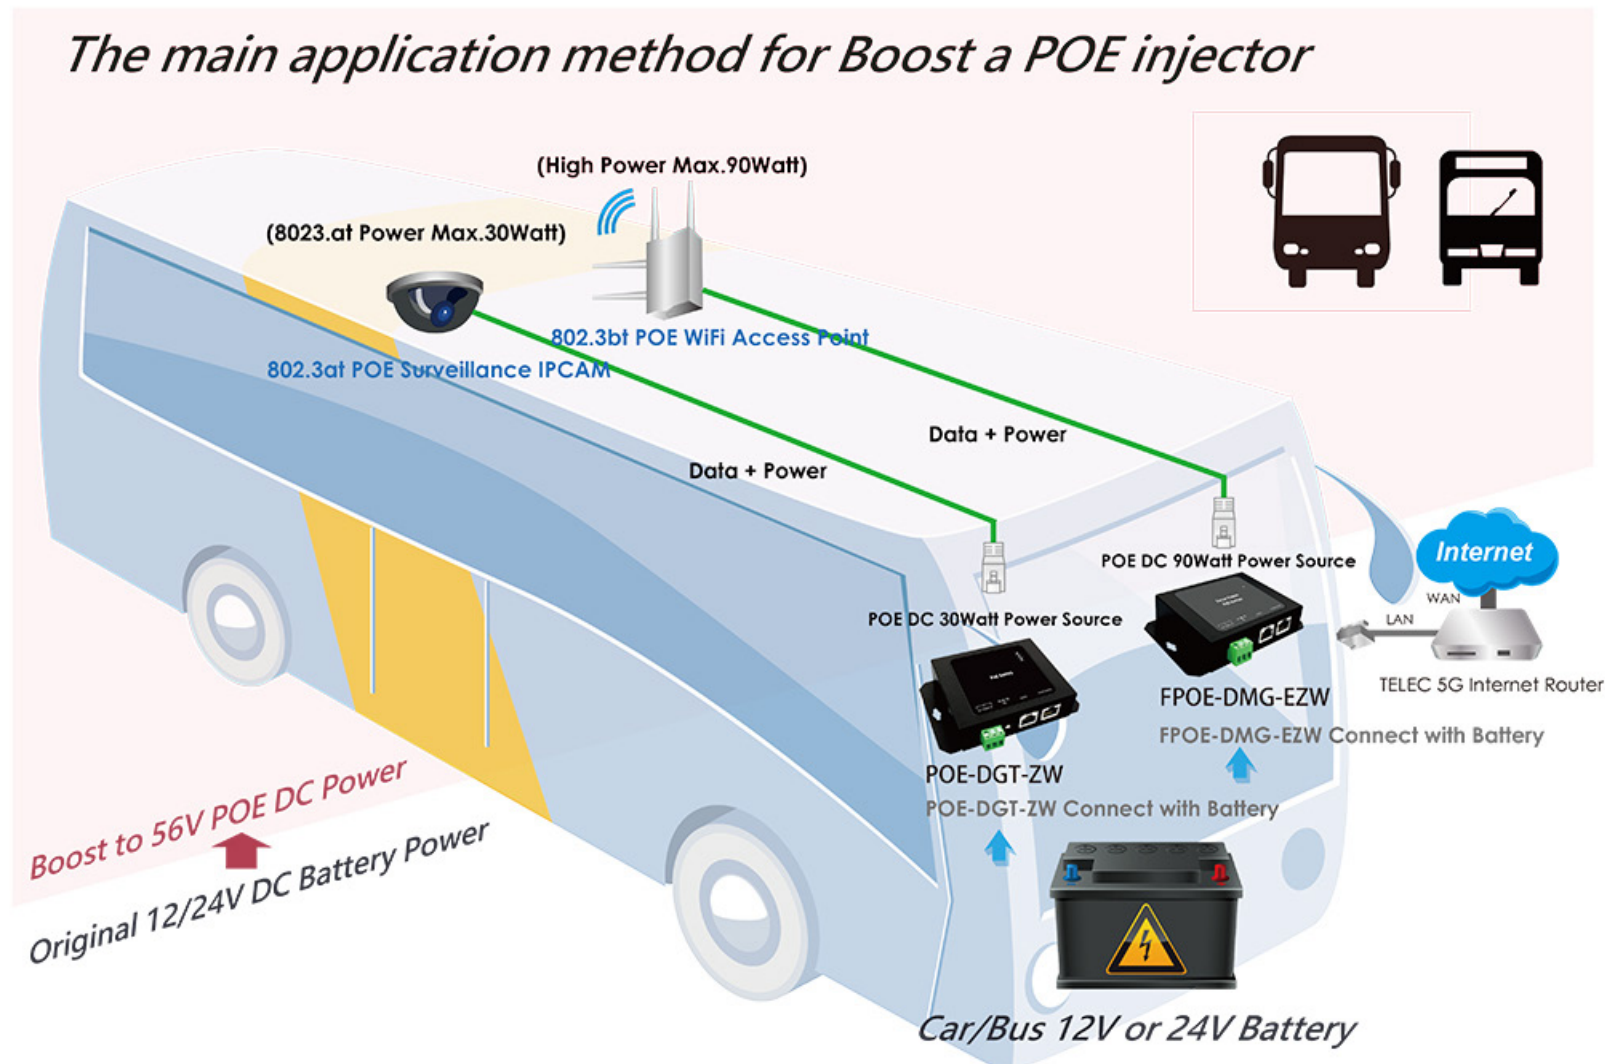 The main application method for Boost a POE injector
(High Power Max.90Watt)
(8023.at Power Max.30Watt)
802.3bt POE WiFi Access Point
802.3at POE Surveillance IPCAM
Data + Power
Data + Power
POE DC 90Watt Power Source
Internet
WAN
LAN
POE DC 30Watt Power Source
TELEC 5G Internet Router
FPOE-DMG-EZW
FPOE-DMG-EZW Connect with Battery
POE-DGT-ZW
POE-DGT-ZW Connect with Battery
Boost to 56V POE DC Power
Original 12/24V DC Battery Power
Car/Bus 12V or 24V Battery